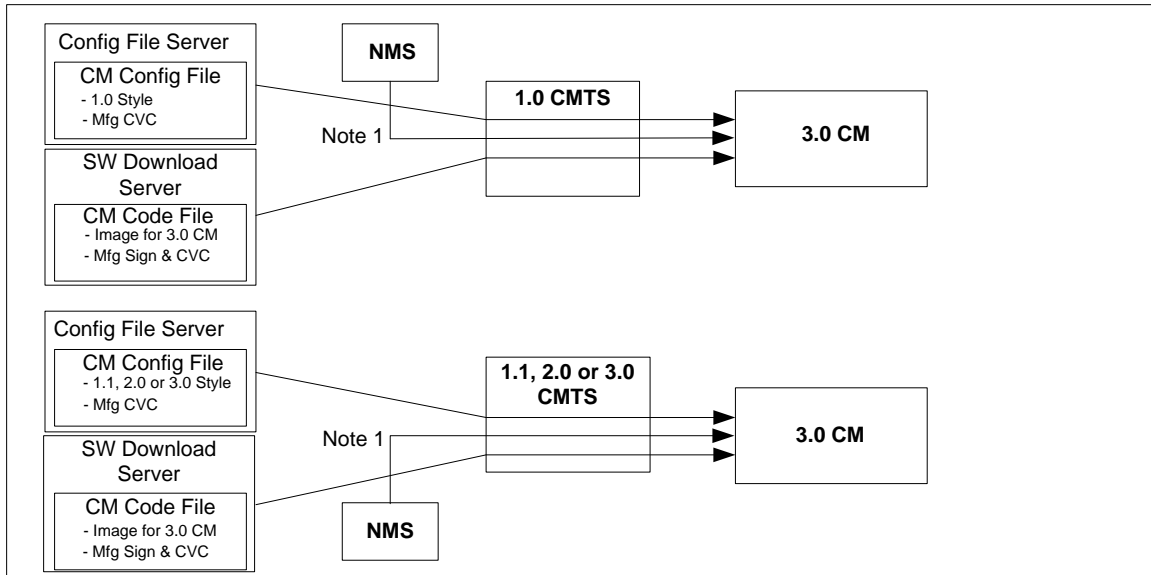 Config File Server
CM Config File
- 1.0 Style
- Mfg CVC
SW Download
Server
CM Code File
- Image for 3.0 CM
- Mfg Sign & CVC
NMS
Note 1
1.0 CMTS
3.0 CM
Config File Server
CM Config File
- 1.1, 2.0 or 3.0 Style
- Mfg CVC
SW Download
Server
CM Code File
- Image for 3.0 CM
- Mfg Sign & CVC
Note 1
NMS
1.1, 2.0 or 3.0
CMTS
3.0 CM